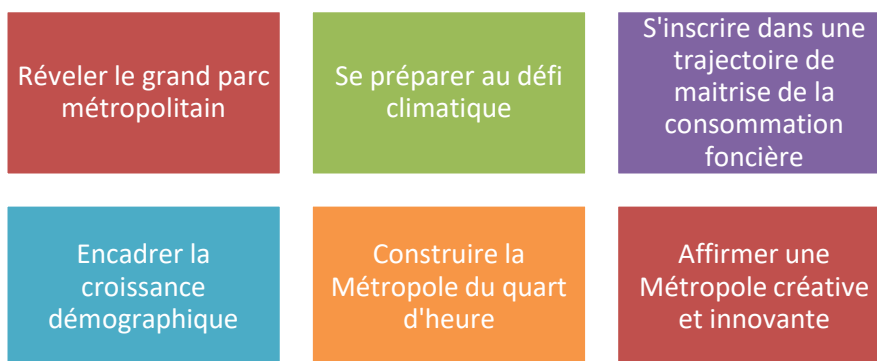 Réveler le grand parc
métropolitain
Se préparer au défi
climatique
S'inscrire dans une
trajectoire de
maitrise de la
consommation
foncière
Encadrer la
croissance
démographique
Construire la
Métropole du quart
d'heure
Affirmer une
Métropole créative
et innovante